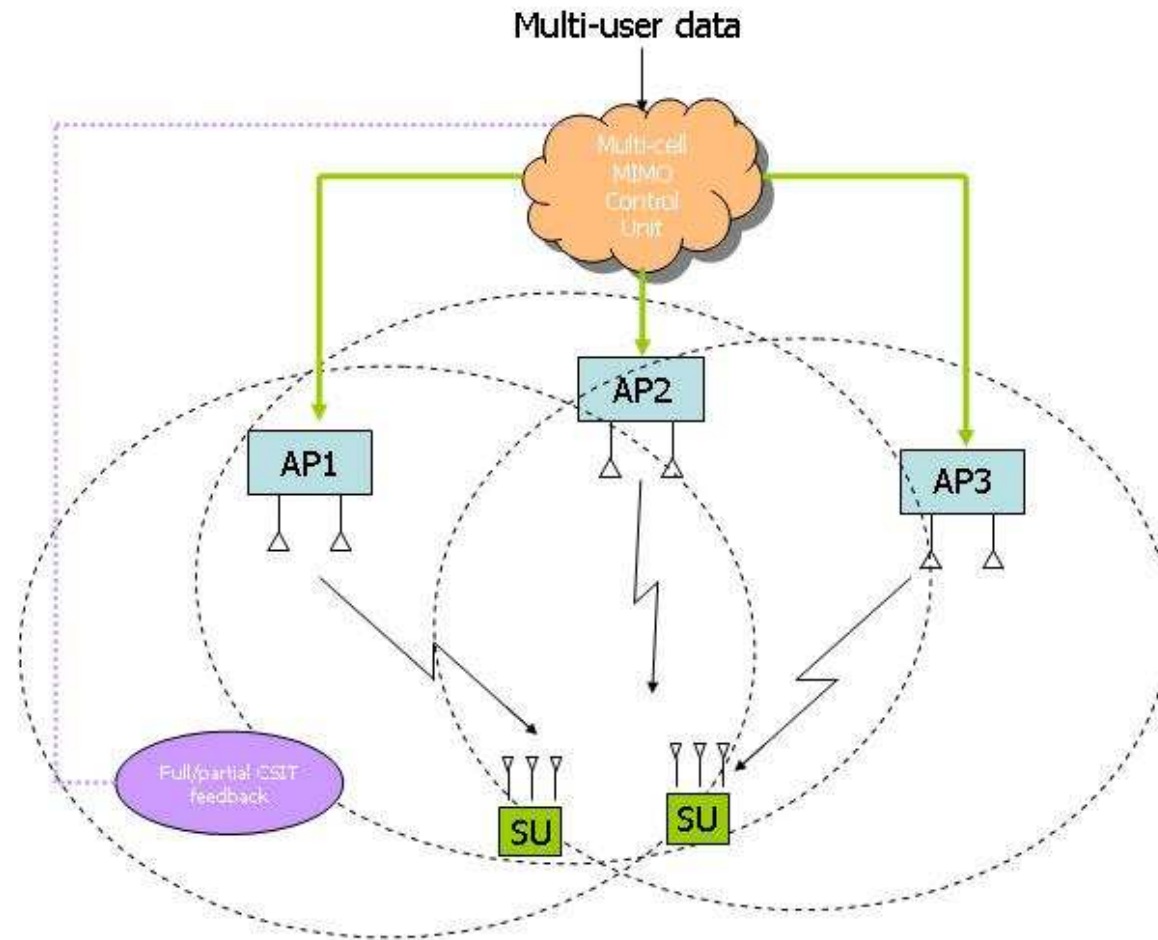 Multi-user data
Multi-cell
MIMO
Control
Unit
AP2
AP1
AP3
Full/partial CSIT
feedback
SU
SU